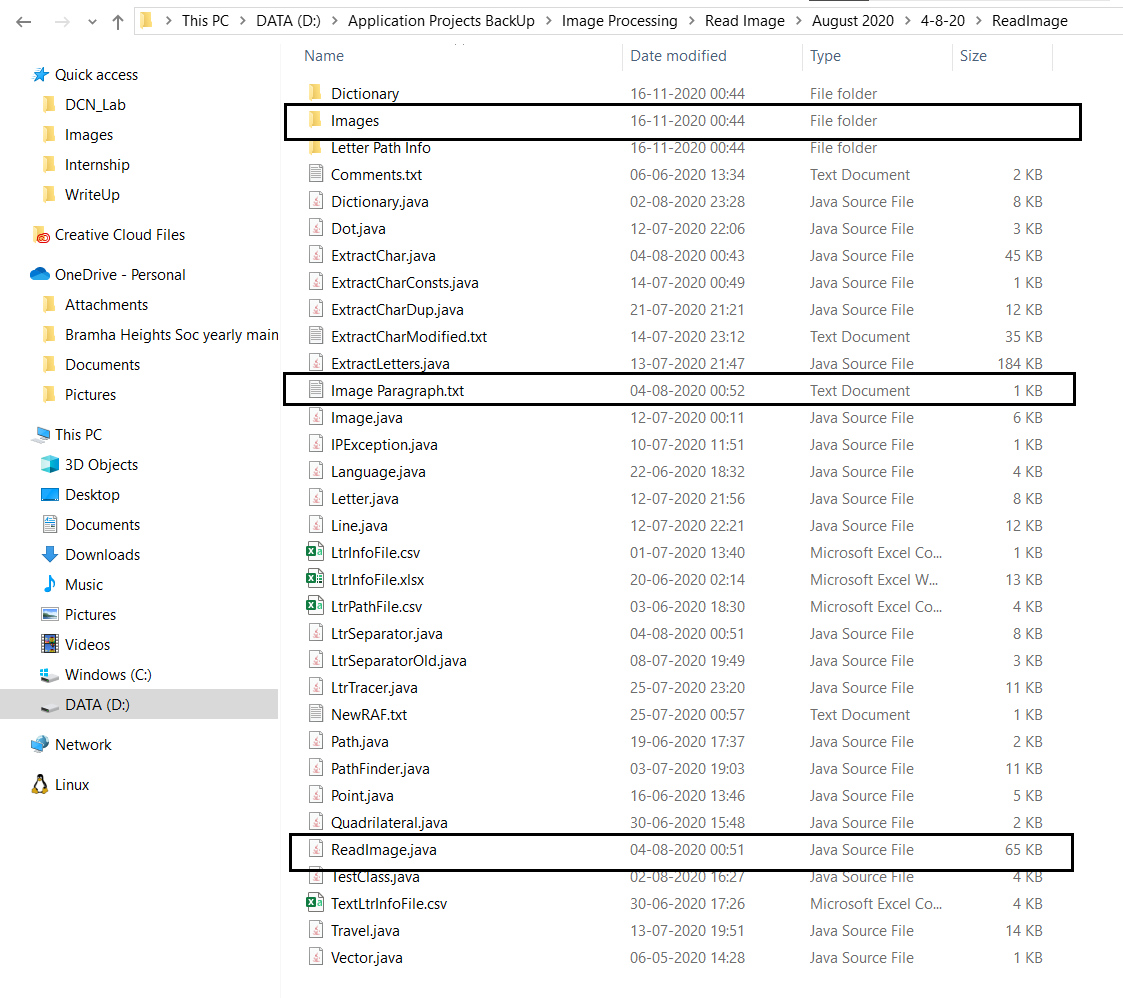 This PC > DATA (D:) > Application Projects BackUp > Image Processing > Read Image > August 2020 > 4-8-20 > ReadImage
Name Date modified Type Size
Quick access
DCN_Lab
Images
Internship
WriteUp
Creative Cloud Files
OneDrive - Personal
Attachments
Bramha Heights Soc yearly main
Documents
Pictures
This PC
3D Objects
Desktop
Documents
Downloads
Music
Pictures
Videos
Windows (C:)
DATA (D:)
Network
Linux
Dictionary 16-11-2020 00:44 File folder
Images 16-11-2020 00:44 File folder
Letter Path Info 16-11-2020 00:44 File folder
Comments.txt 06-06-2020 13:34 Text Document 2 KB
Dictionary.java 02-08-2020 23:28 Java Source File 8 KB
Dot.java 12-07-2020 22:06 Java Source File 3 KB
ExtractChar.java 04-08-2020 00:43 Java Source File 45 KB
ExtractCharConsts.java 14-07-2020 00:49 Java Source File 1 KB
ExtractCharDup.java 21-07-2020 21:21 Java Source File 12 KB
ExtractCharModified.txt 14-07-2020 23:12 Text Document 35 KB
ExtractLetters.java 13-07-2020 21:47 Java Source File 184 KB
Image Paragraph.txt 04-08-2020 00:52 Text Document 1 KB
Image.java 12-07-2020 00:11 Java Source File 6 KB
IPException.java 10-07-2020 11:51 Java Source File 1 KB
Language.java 22-06-2020 18:32 Java Source File 4 KB
Letter.java 12-07-2020 21:56 Java Source File 8 KB
Line.java 12-07-2020 22:21 Java Source File 12 KB
LtrInfoFile.csv 01-07-2020 13:40 Microsoft Excel Co... 1 KB
LtrInfoFile.xlsx 20-06-2020 02:14 Microsoft Excel W... 13 KB
LtrPathFile.csv 03-06-2020 18:30 Microsoft Excel Co... 4 KB
LtrSeparator.java 04-08-2020 00:51 Java Source File 8 KB
LtrSeparatorOld.java 08-07-2020 19:49 Java Source File 3 KB
LtrTracer.java 25-07-2020 23:20 Java Source File 11 KB
NewRAF.txt 25-07-2020 00:57 Text Document 1 KB
Path.java 19-06-2020 17:37 Java Source File 2 KB
PathFinder.java 03-07-2020 19:03 Java Source File 11 KB
Point.java 16-06-2020 13:46 Java Source File 5 KB
Quadrilateral.java 30-06-2020 15:48 Java Source File 2 KB
ReadImage.java 04-08-2020 00:51 Java Source File 65 KB
TestClass.java 02-08-2020 16:27 Java Source File 4 KB
TextLtrInfoFile.csv 30-06-2020 17:26 Microsoft Excel Co... 4 KB
Travel.java 13-07-2020 19:51 Java Source File 14 KB
Vector.java 06-05-2020 14:28 Java Source File 1 KB